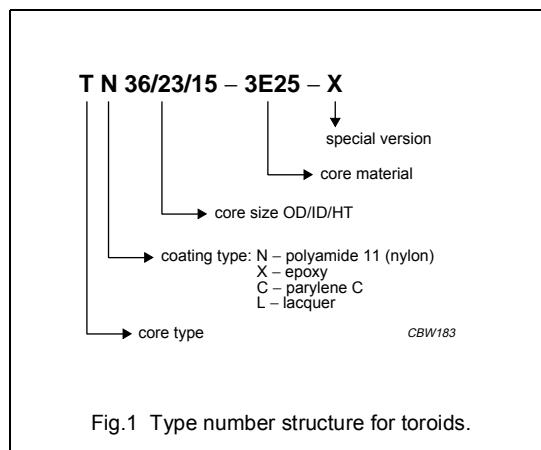 T N 36/23/15 – 3E25 – X
special version
core material
core size OD/ID/HT
coating type: N – polyamide 11 (nylon)
X – epoxy
C – parylene C
L – lacquer
core type
CBW183
Fig.1 Type number structure for toroids.